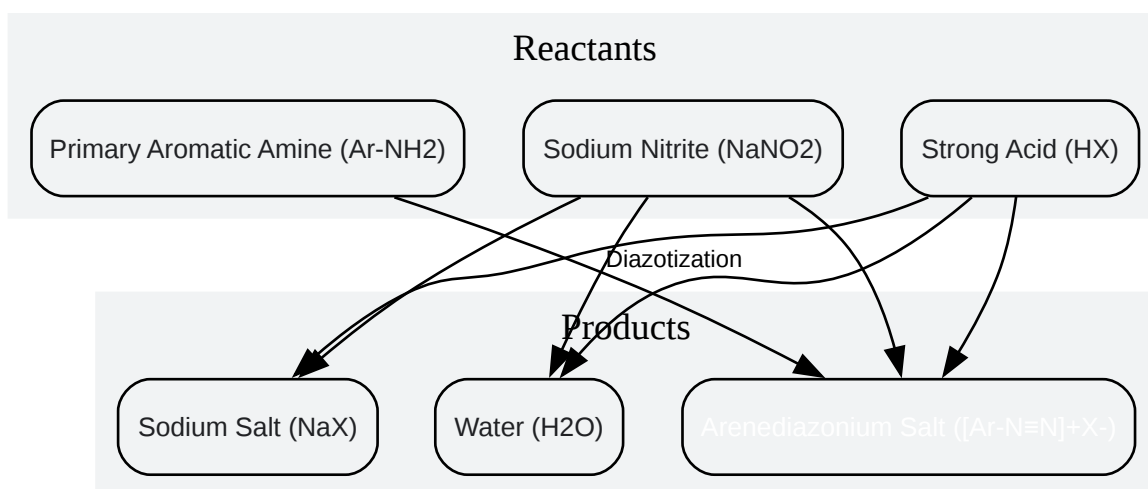 Reactants
Primary Aromatic Amine (Ar-NH2)
Sodium Nitrite (NaNO2)
Strong Acid (HX)
Diazotization
Products
Sodium Salt (NaX)
Water (H2O)
Arenediazonium Salt ([Ar-N≡N]+X-)